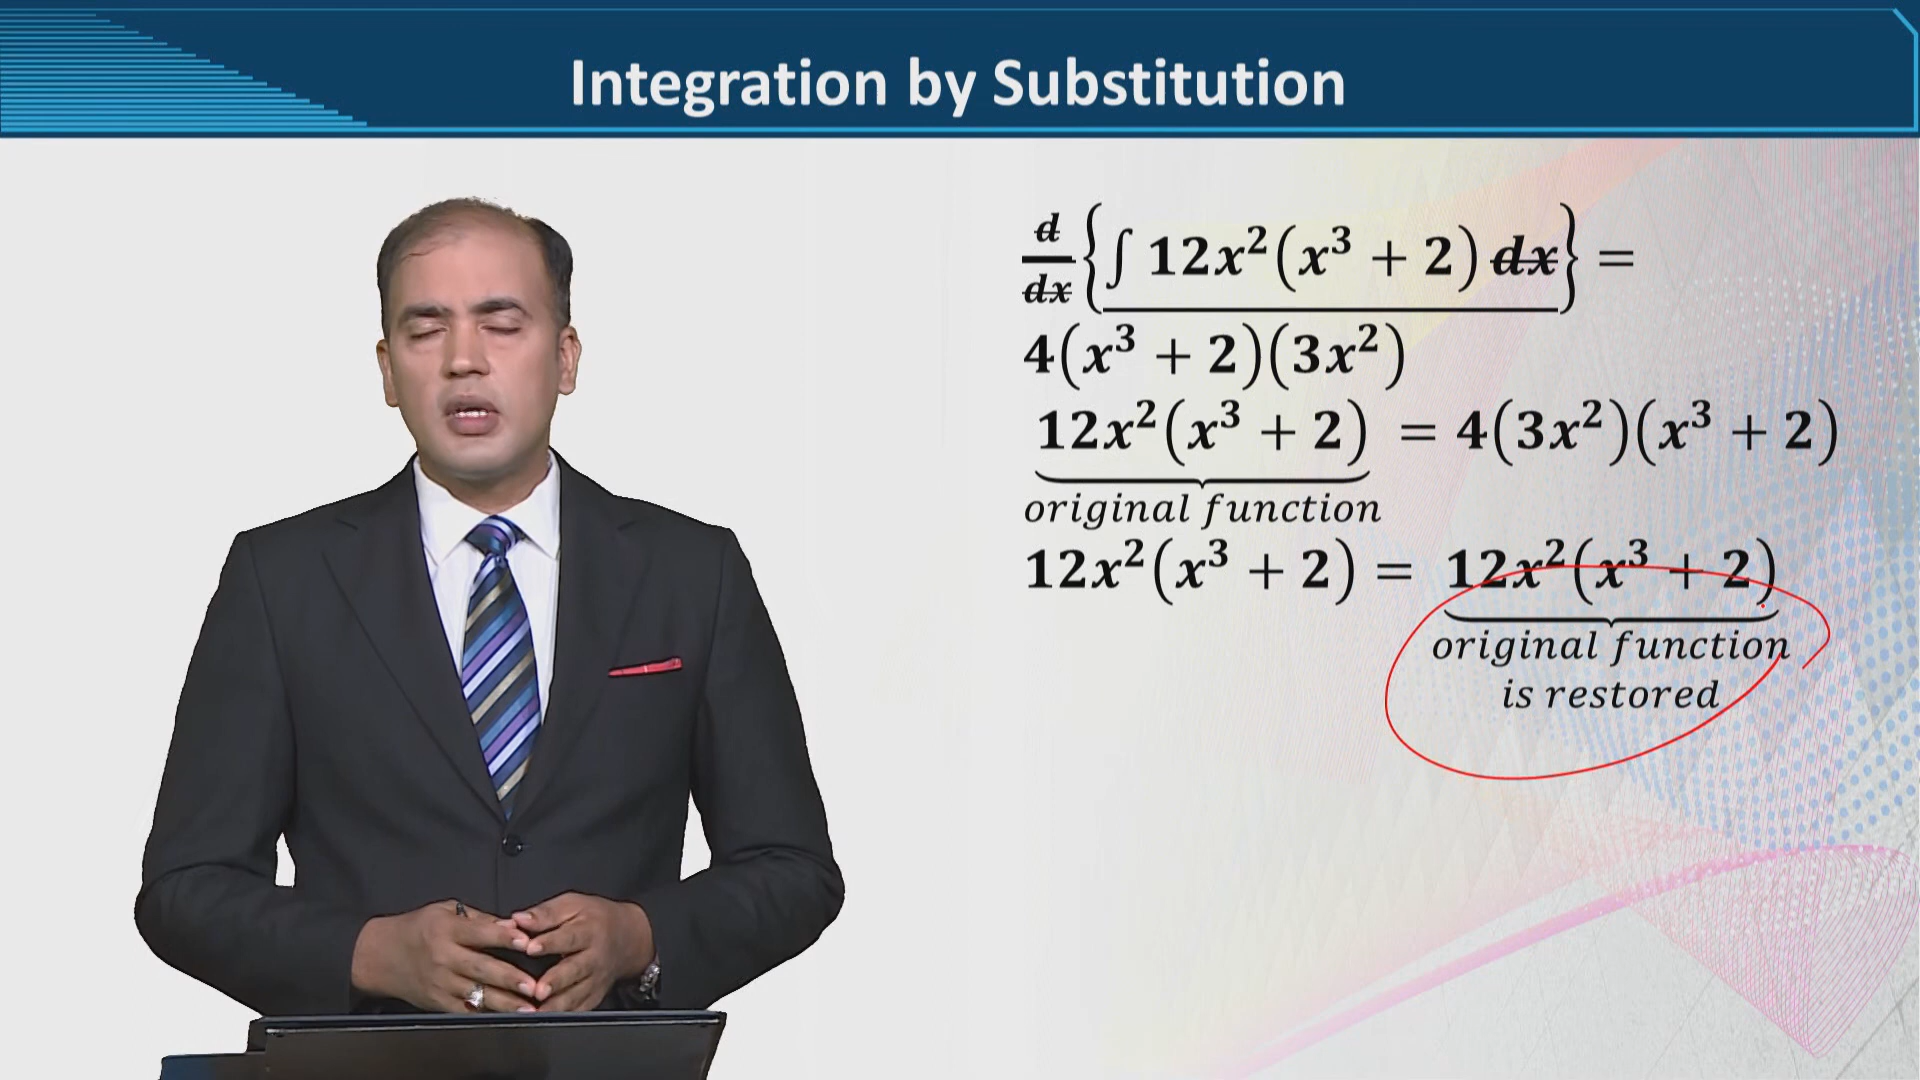 Integration by Substitution
d/dx{∫ 12x²(x³ + 2) dx} =
4(x³ + 2)(3x²)
12x²(x³ + 2) = 4(3x²)(x³ + 2)
original function
12x²(x³ + 2) = 12x²(x³ + 2)
original function
is restored